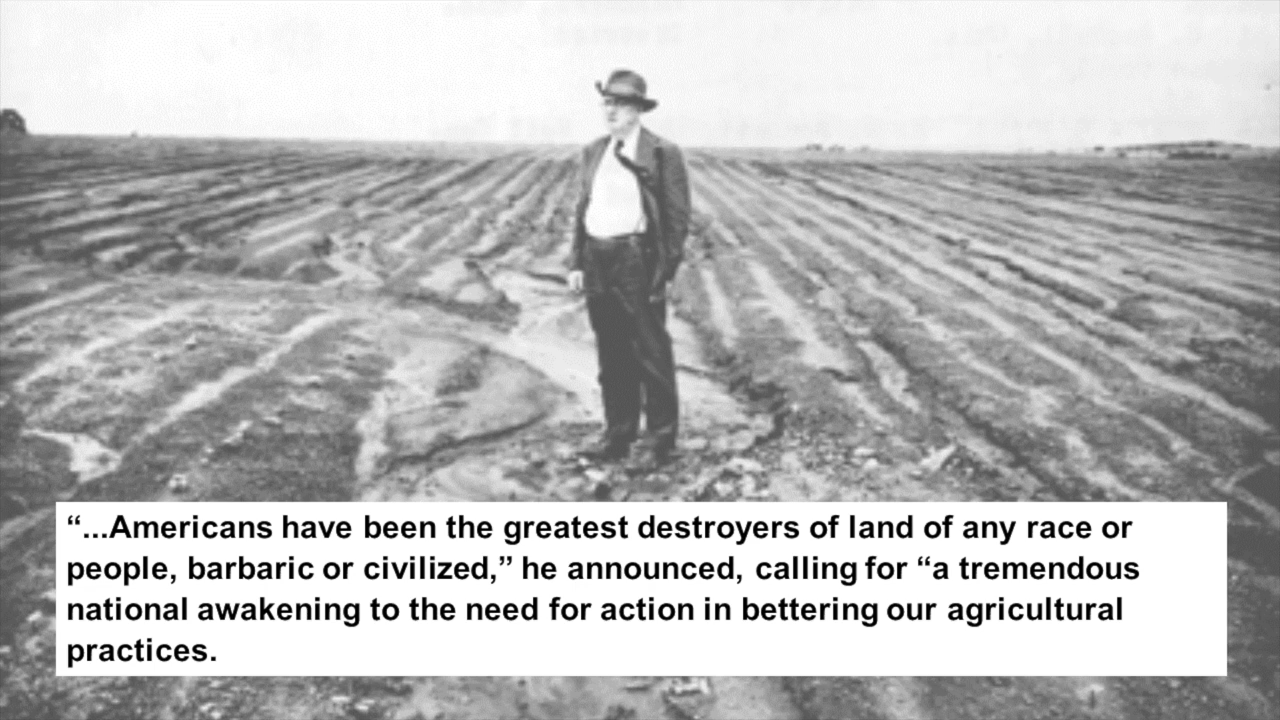 “...Americans have been the greatest destroyers of land of any race or
people, barbaric or civilized,” he announced, calling for “a tremendous
national awakening to the need for action in bettering our agricultural
practices.